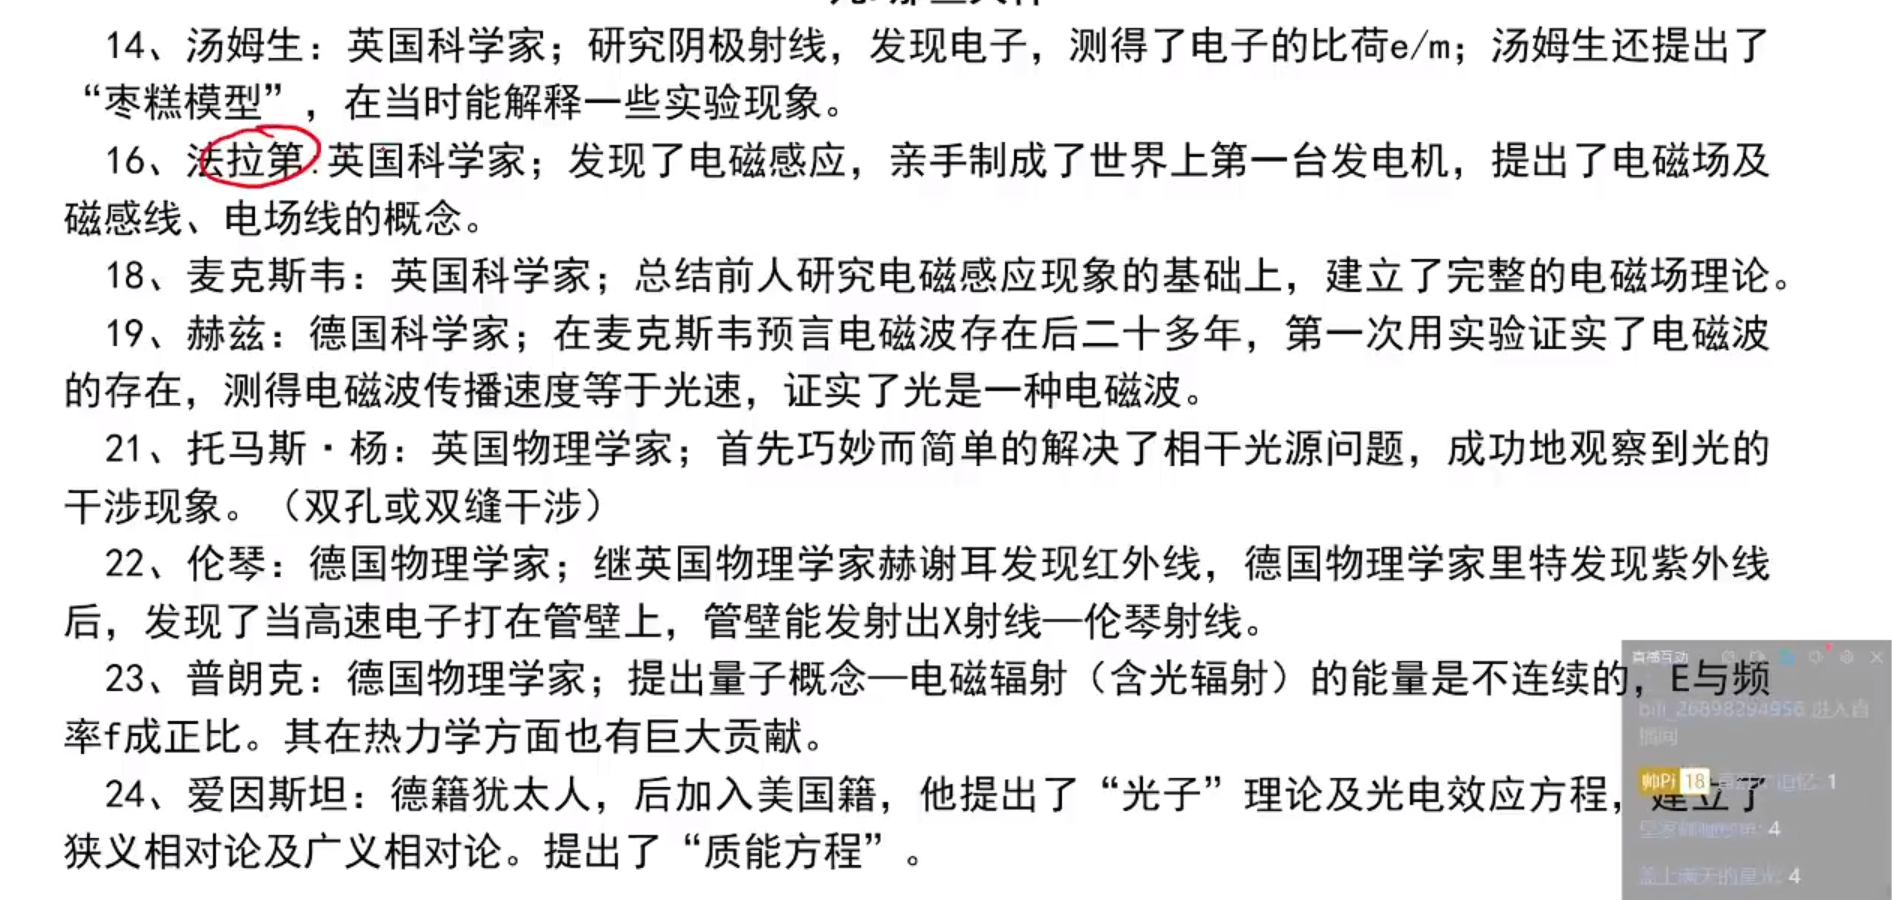 14、汤姆生：英国科学家；研究阴极射线，发现电子，测得了电子的比荷e/m；汤姆生还提出了
“枣糕模型”，在当时能解释一些实验现象。
16、法拉第：英国科学家；发现了电磁感应，亲手制成了世界上第一台发电机，提出了电磁场及
磁感线、电场线的概念。
18、麦克斯韦：英国科学家；总结前人研究电磁感应现象的基础上，建立了完整的电磁场理论。
19、赫兹：德国科学家；在麦克斯韦预言电磁波存在后二十多年，第一次用实验证实了电磁波
的存在，测得电磁波传播速度等于光速，证实了光是一种电磁波。
21、托马斯·杨：英国物理学家；首先巧妙而简单的解决了相干光源问题，成功地观察到光的
干涉现象。（双孔或双缝干涉）
22、伦琴：德国物理学家；继英国物理学家赫谢耳发现红外线，德国物理学家里特发现紫外线
后，发现了当高速电子打在管壁上，管壁能发射出X射线—伦琴射线。
23、普朗克：德国物理学家；提出量子概念—电磁辐射（含光辐射）的能量是不连续的，E与频
率f成正比。其在热力学方面也有巨大贡献。
24、爱因斯坦：德籍犹太人，后加入美国籍，他提出了“光子”理论及光电效应方程，建立了
狭义相对论及广义相对论。提出了“质能方程”。
直播互动
bili_26898294956 进入直
播间
帅Pi 18 追忆: 1
: 4
盖上满天的星光: 4